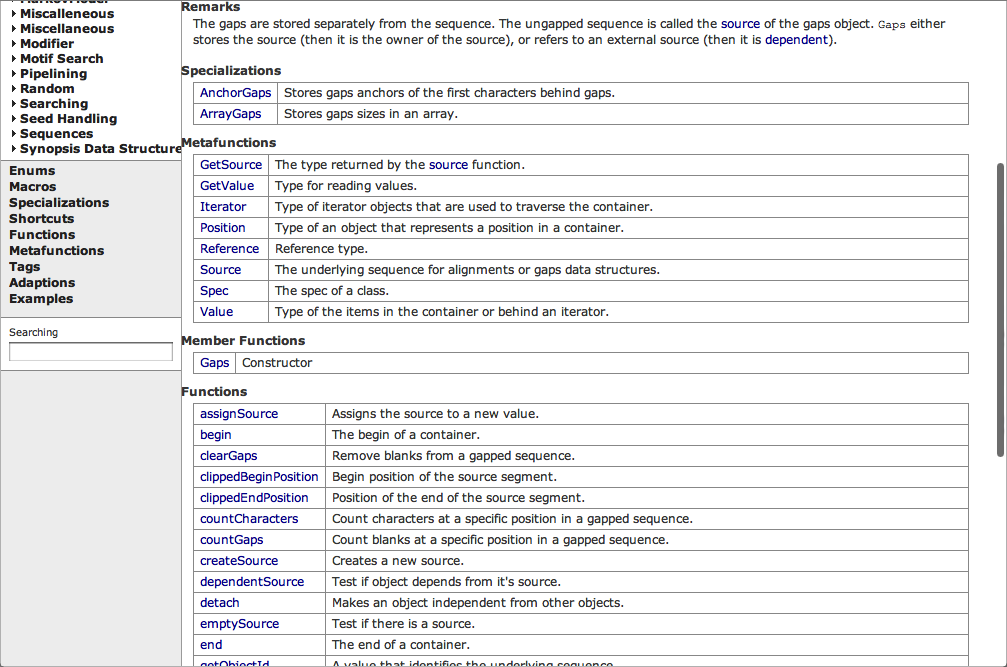 MarketModel
Miscalleneous
Miscellaneous
Modifier
Motif Search
Pipelining
Random
Searching
Seed Handling
Sequences
Synopsis Data Structure
Enums
Macros
Specializations
Shortcuts
Functions
Metafunctions
Tags
Adaptions
Examples
Searching
Remarks
The gaps are stored separately from the sequence. The ungapped sequence is called the source of the gaps object. Gaps either
stores the source (then it is the owner of the source), or refers to an external source (then it is dependent).
Specializations
AnchorGaps Stores gaps anchors of the first characters behind gaps.
ArrayGaps Stores gaps sizes in an array.
Metafunctions
GetSource The type returned by the source function.
GetValue Type for reading values.
Iterator Type of iterator objects that are used to traverse the container.
Position Type of an object that represents a position in a container.
Reference Reference type.
Source The underlying sequence for alignments or gaps data structures.
Spec The spec of a class.
Value Type of the items in the container or behind an iterator.
Member Functions
Gaps Constructor
Functions
assignSource Assigns the source to a new value.
begin The begin of a container.
clearGaps Remove blanks from a gapped sequence.
clippedBeginPosition Begin position of the source segment.
clippedEndPosition Position of the end of the source segment.
countCharacters Count characters at a specific position in a gapped sequence.
countGaps Count blanks at a specific position in a gapped sequence.
createSource Creates a new source.
dependentSource Test if object depends from it's source.
detach Makes an object independent from other objects.
emptySource Test if there is a source.
end The end of a container.
getObjectId A value that identifies the underlying sequence.